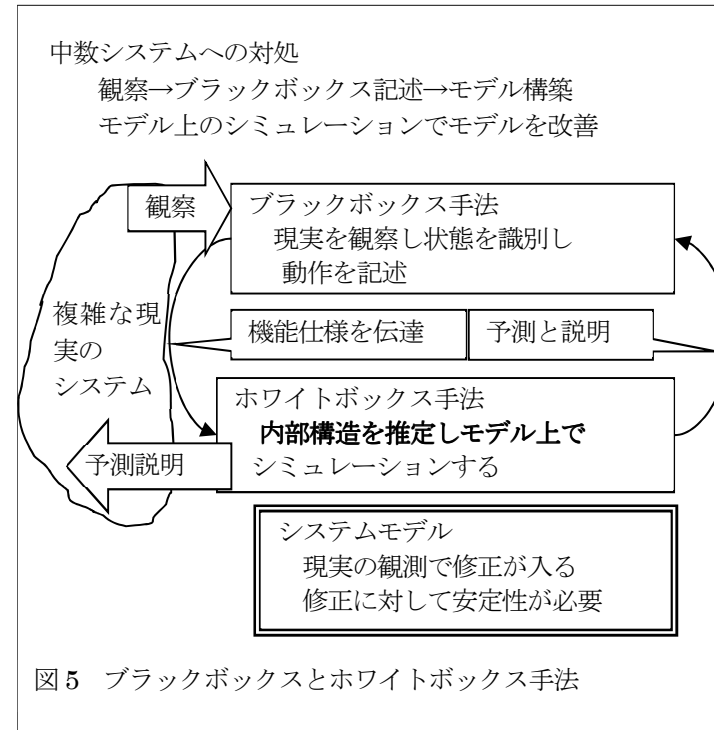 中数システムへの対処
観察→ブラックボックス記述→モデル構築
モデル上のシミュレーションでモデルを改善
観察
ブラックボックス手法
現実を観察し状態を識別し
動作を記述
複雑な現
実の
システム
機能仕様を伝達
予測と説明
ホワイトボックス手法
内部構造を推定しモデル上で
シミュレーションする
予測説明
システムモデル
現実の観測で修正が入る
修正に対して安定性が必要
図5 ブラックボックスとホワイトボックス手法